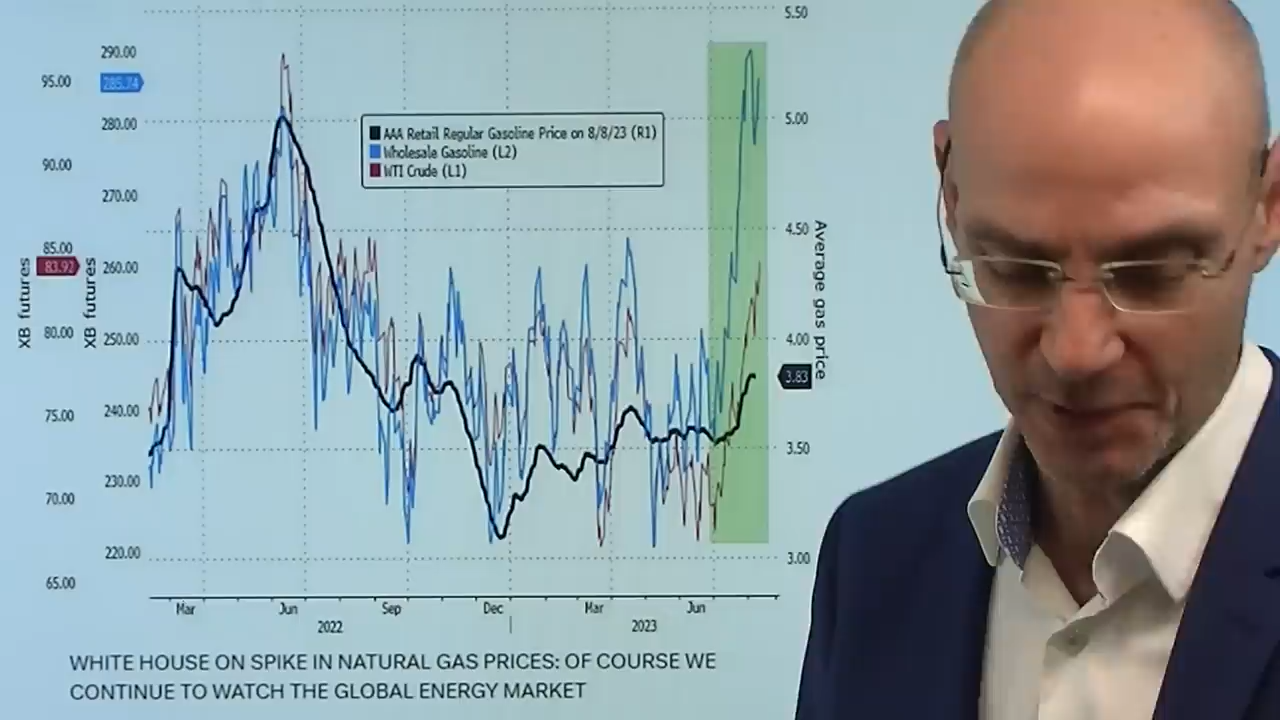 5.50
290.00
95.00
285.74
280.00
5.00
AAA Retail Regular Gasoline Price on 8/8/23 (R1)
Wholesale Gasoline (L2)
WTI Crude (L1)
90.00
270.00
4.50
85.00
83.92
260.00
XB futures
XB futures
Average gas price
80.00
250.00
4.00
3.83
75.00
240.00
3.50
230.00
70.00
220.00
3.00
65.00
Mar Jun Sep Dec Mar Jun
2022 2023
WHITE HOUSE ON SPIKE IN NATURAL GAS PRICES: OF COURSE WE
CONTINUE TO WATCH THE GLOBAL ENERGY MARKET